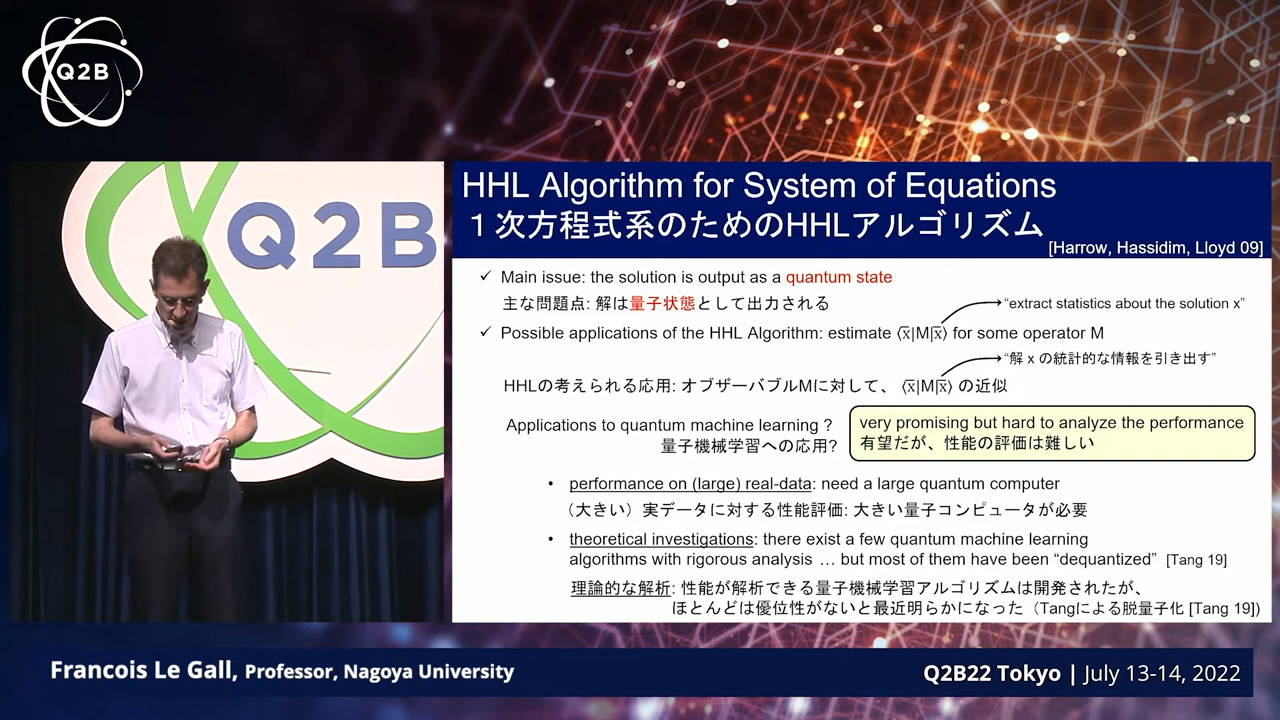 Q2B
Q2B
HHL Algorithm for System of Equations
１次方程式系のためのHHLアルゴリズム
[Harrow, Hassidim, Lloyd 09]
✓ Main issue: the solution is output as a quantum state
主な問題点: 解は量子状態として出力される
“extract statistics about the solution x”
✓ Possible applications of the HHL Algorithm: estimate ⟨x̅|M|x̅⟩ for some operator M
“解 x の統計的な情報を引き出す”
HHLの考えられる応用: オブザーバブルMに対して、 ⟨x̅|M|x̅⟩ の近似
Applications to quantum machine learning ?
量子機械学習への応用?
very promising but hard to analyze the performance
有望だが、性能の評価は難しい
• performance on (large) real-data: need a large quantum computer
（大きい）実データに対する性能評価: 大きい量子コンピュータが必要
• theoretical investigations: there exist a few quantum machine learning
algorithms with rigorous analysis … but most of them have been “dequantized” [Tang 19]
理論的な解析: 性能が解析できる量子機械学習アルゴリズムは開発されたが、
ほとんどは優位性がないと最近明らかになった（Tangによる脱量子化 [Tang 19]）
Francois Le Gall, Professor, Nagoya University
Q2B22 Tokyo | July 13-14, 2022